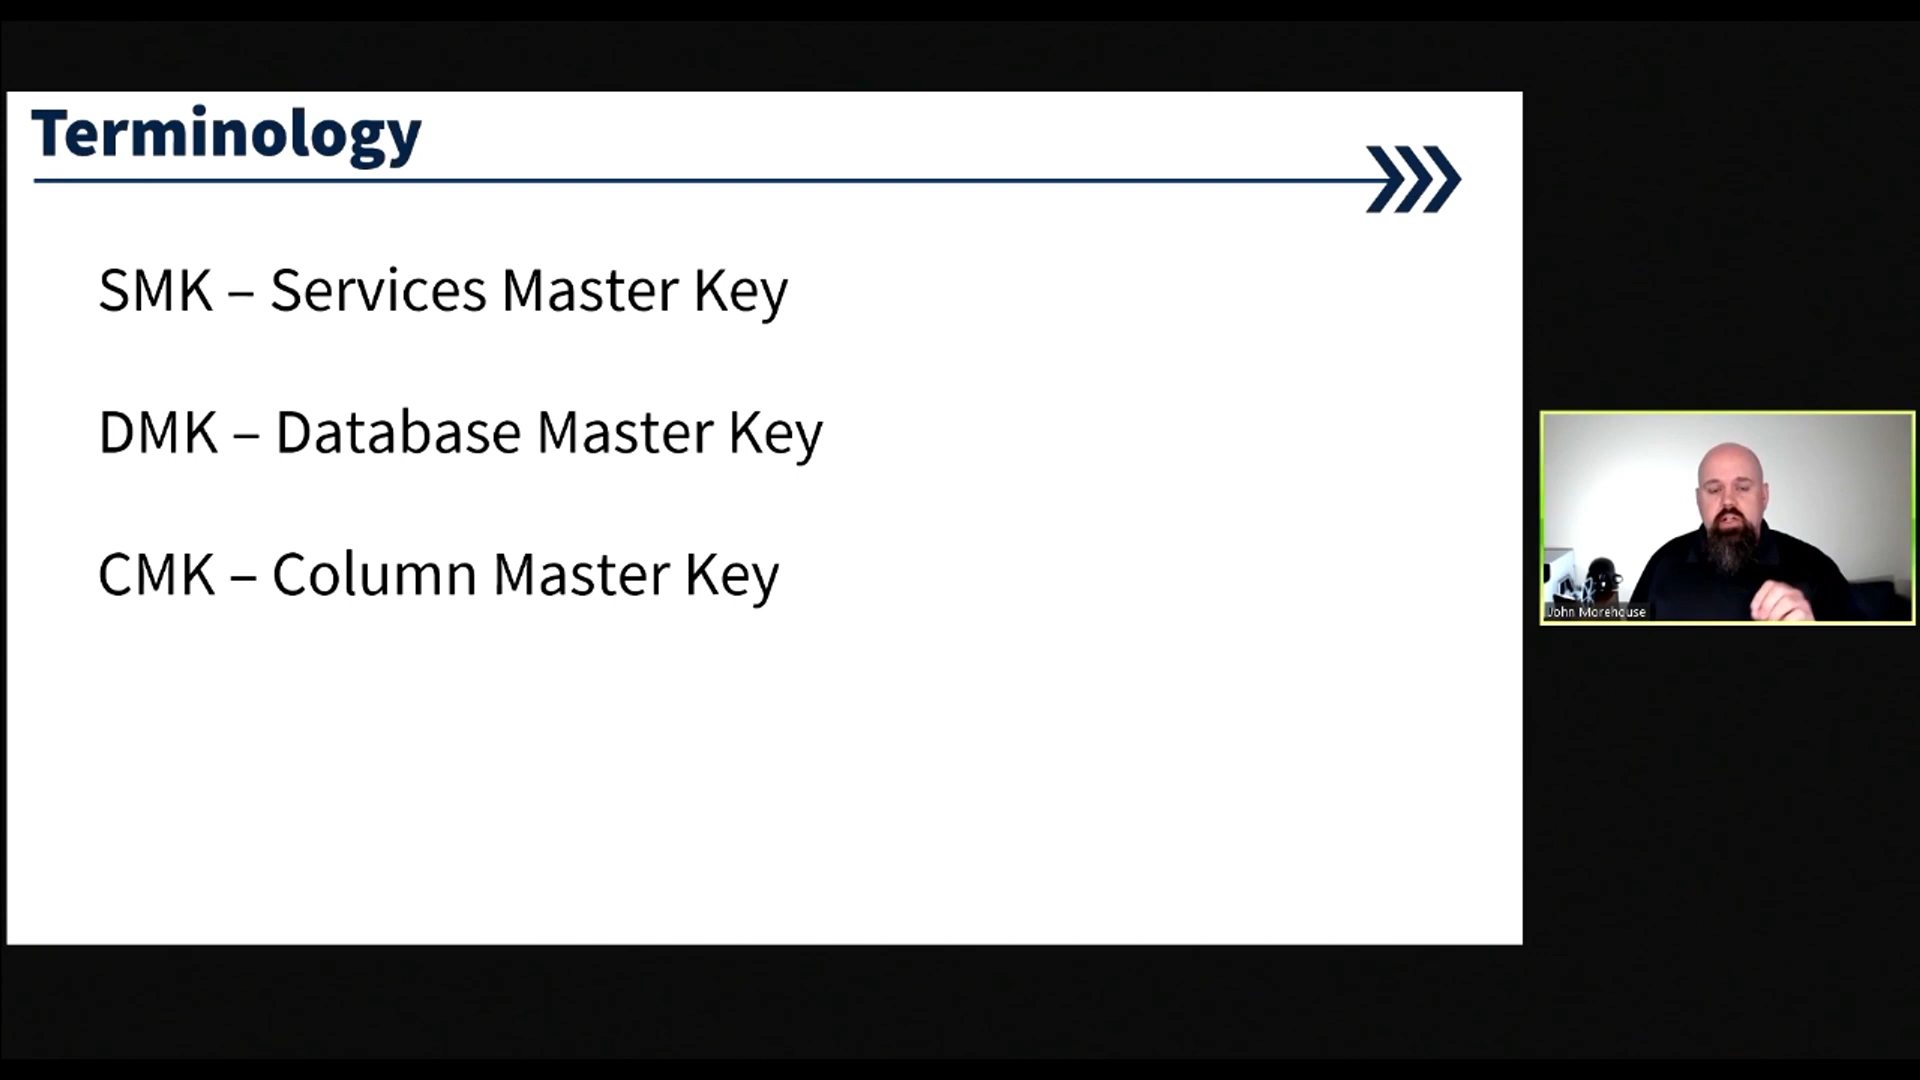 Terminology
SMK – Services Master Key
DMK – Database Master Key
CMK – Column Master Key
John Morehouse